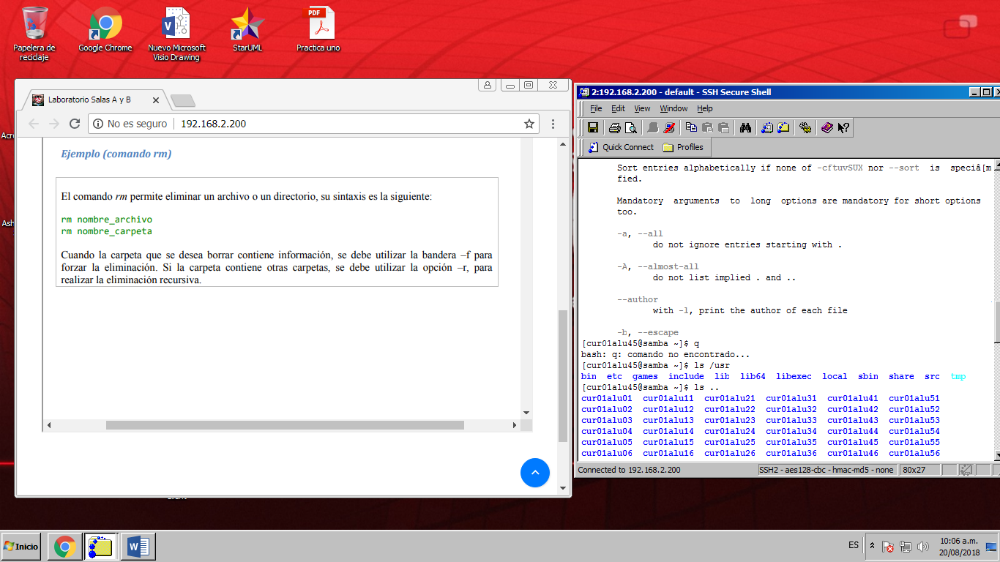 Papelera de
reciclaje
Google Chrome
Nuevo Microsoft
Visio Drawing
StarUML
PDF
Practica uno
Laboratorio Salas A y B
No es seguro
192.168.2.200
Ejemplo (comando rm)
El comando rm permite eliminar un archivo o un directorio, su sintaxis es la siguiente:
rm nombre_archivo
rm nombre_carpeta
Cuando la carpeta que se desea borrar contiene información, se debe utilizar la bandera –f para
forzar la eliminación. Si la carpeta contiene otras carpetas, se debe utilizar la opción –r, para
realizar la eliminación recursiva.
2:192.168.2.200 - default - SSH Secure Shell
File Edit View Window Help
Quick Connect Profiles
Sort entries alphabetically if none of -cftuvSUX nor --sort is speciâ[m
fied.
Mandatory arguments to long options are mandatory for short options
too.
-a, --all
do not ignore entries starting with .
-A, --almost-all
do not list implied . and ..
--author
with -l, print the author of each file
-b, --escape
[cur01alu45@samba ~]$ q
bash: q: comando no encontrado...
[cur01alu45@samba ~]$ ls /usr
bin etc games include lib lib64 libexec local sbin share src tmp
[cur01alu45@samba ~]$ ls ..
cur01alu01 cur01alu11 cur01alu21 cur01alu31 cur01alu41 cur01alu51
cur01alu02 cur01alu12 cur01alu22 cur01alu32 cur01alu42 cur01alu52
cur01alu03 cur01alu13 cur01alu23 cur01alu33 cur01alu43 cur01alu53
cur01alu04 cur01alu14 cur01alu24 cur01alu34 cur01alu44 cur01alu54
cur01alu05 cur01alu15 cur01alu25 cur01alu35 cur01alu45 cur01alu55
cur01alu06 cur01alu16 cur01alu26 cur01alu36 cur01alu46 cur01alu56
Connected to 192.168.2.200
SSH2 - aes128-cbc - hmac-md5 - none
80x27
Acro
Ash
Inicio
ES
10:06 a.m.
20/08/2018